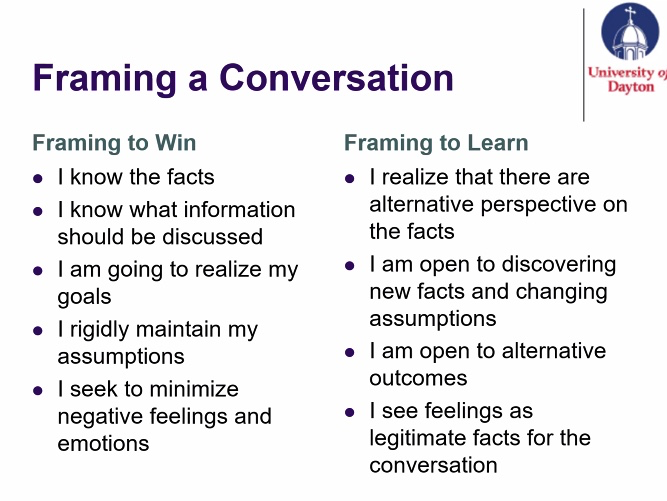 Framing a Conversation
University of
Dayton
Framing to Win
● I know the facts
● I know what information
should be discussed
● I am going to realize my
goals
● I rigidly maintain my
assumptions
● I seek to minimize
negative feelings and
emotions
Framing to Learn
● I realize that there are
alternative perspective on
the facts
● I am open to discovering
new facts and changing
assumptions
● I am open to alternative
outcomes
● I see feelings as
legitimate facts for the
conversation